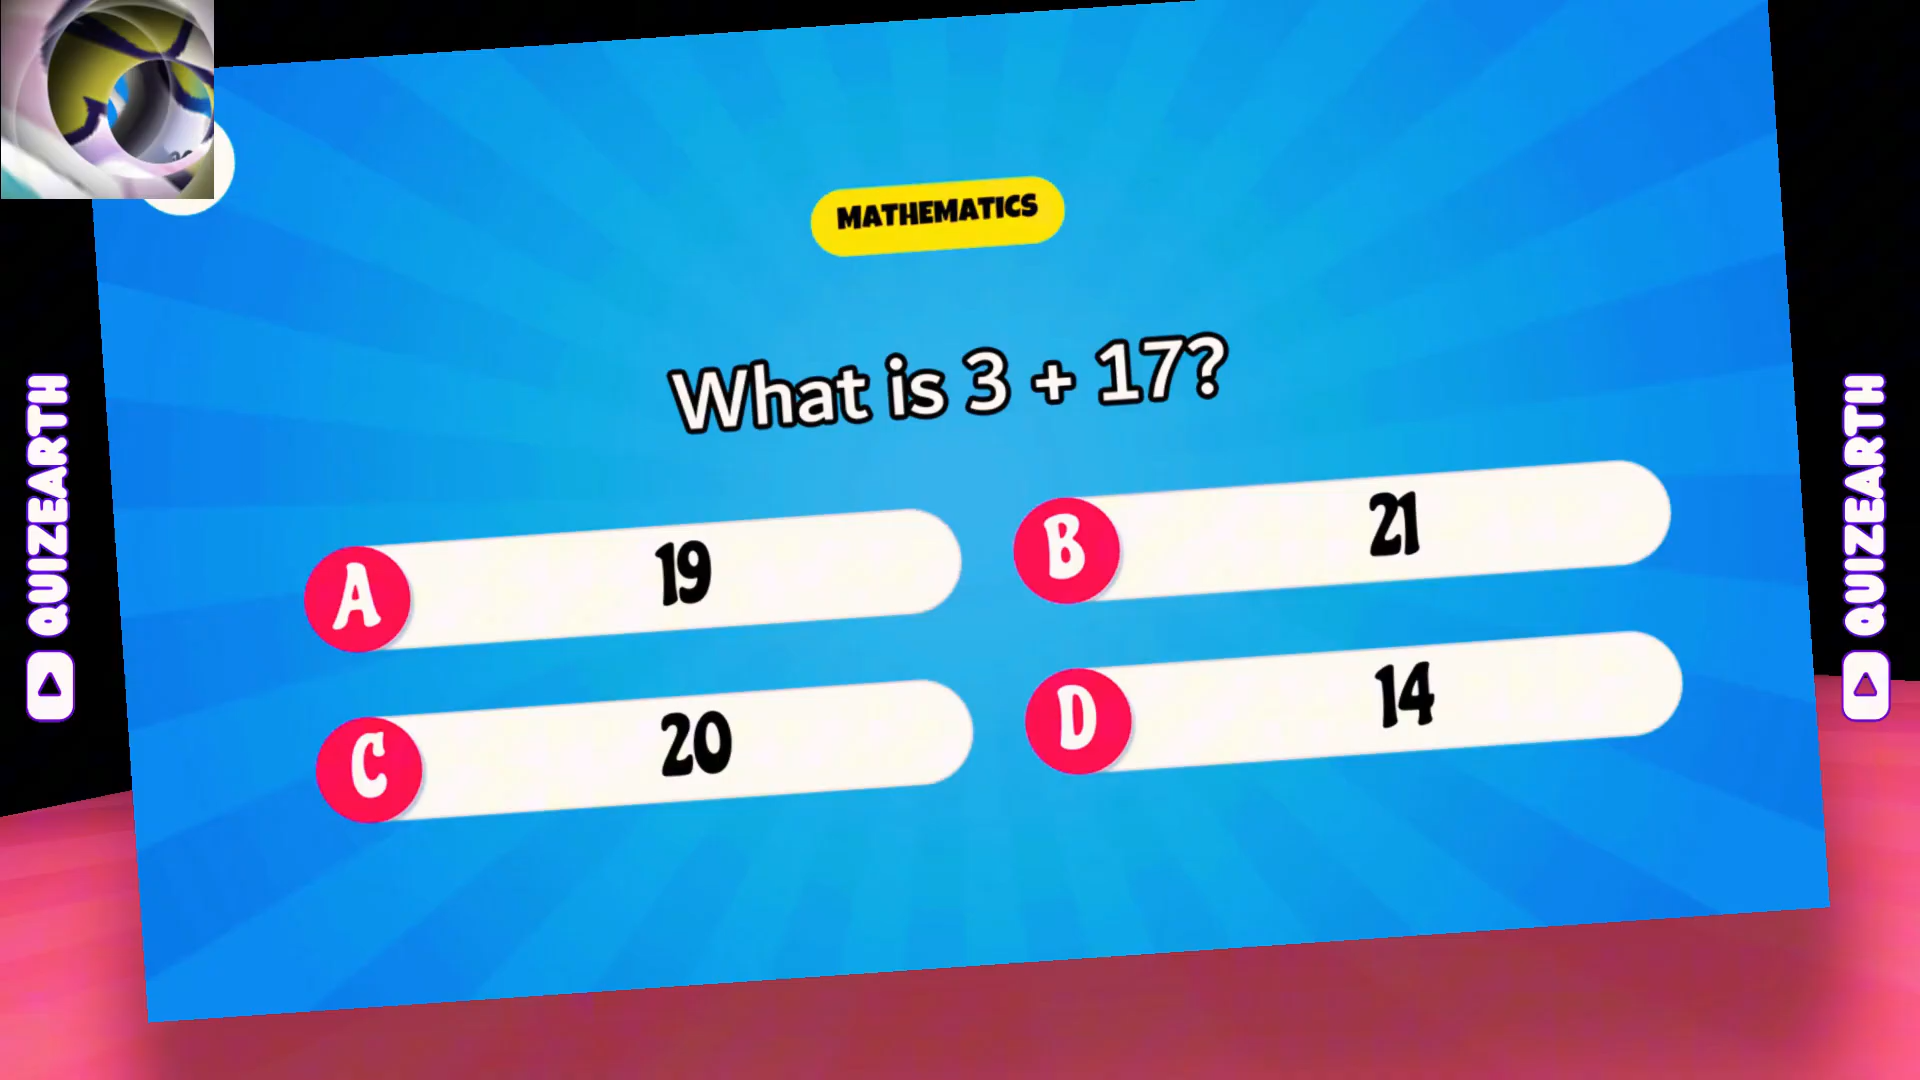 MATHEMATICS
What is 3 + 17?
A 19
B 21
C 20
D 14
QUIZEARTH
QUIZEARTH